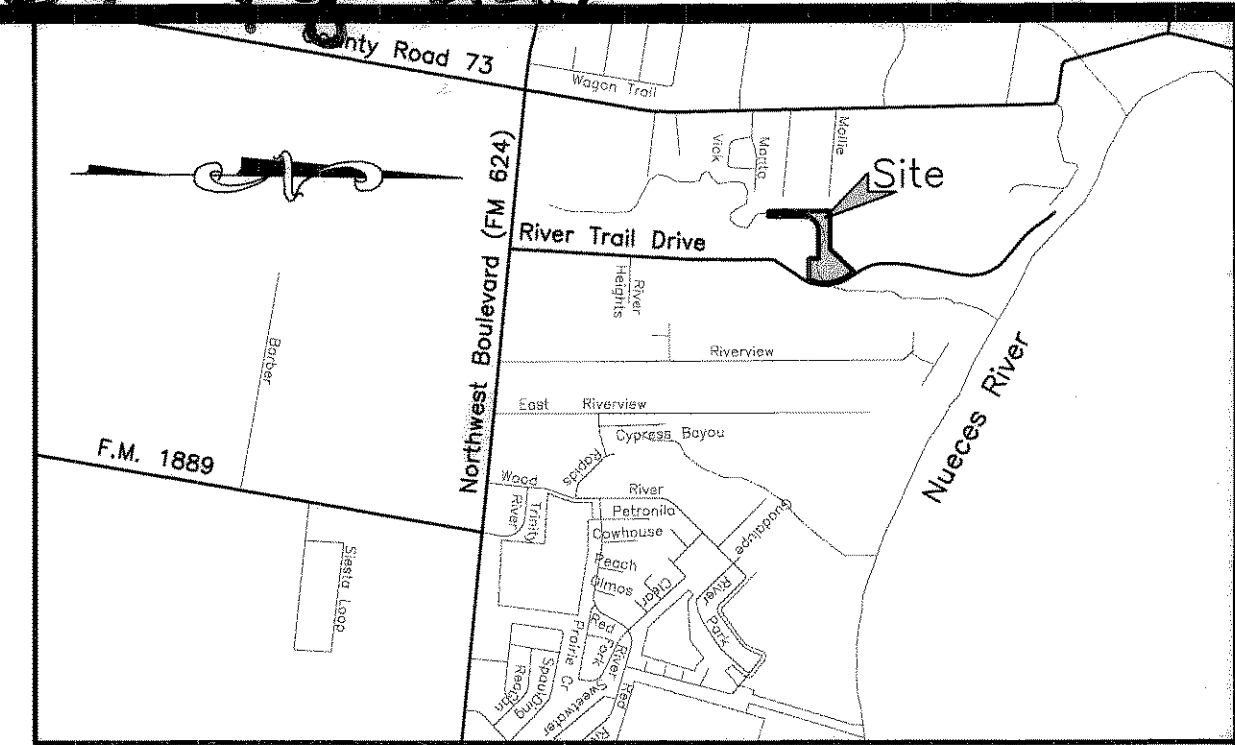 County Road 73
Wagon Trail
Mollie
Vick
Site
Northwest Boulevard (FM 624)
River Trail Drive
River
Heights
Barber
Riverview
East Riverview
Nueces River
Cypress Bayou
F.M. 1889
Rapids
Wood
River
River
Trinity
Petronila
Guadalupe
Cowhouse
Peach
Olmos
Clear
River
Park
Siesta Loop
Red
Fork
Prairie Cr
River
Red
Sweetwater
Spaulding
Reagan